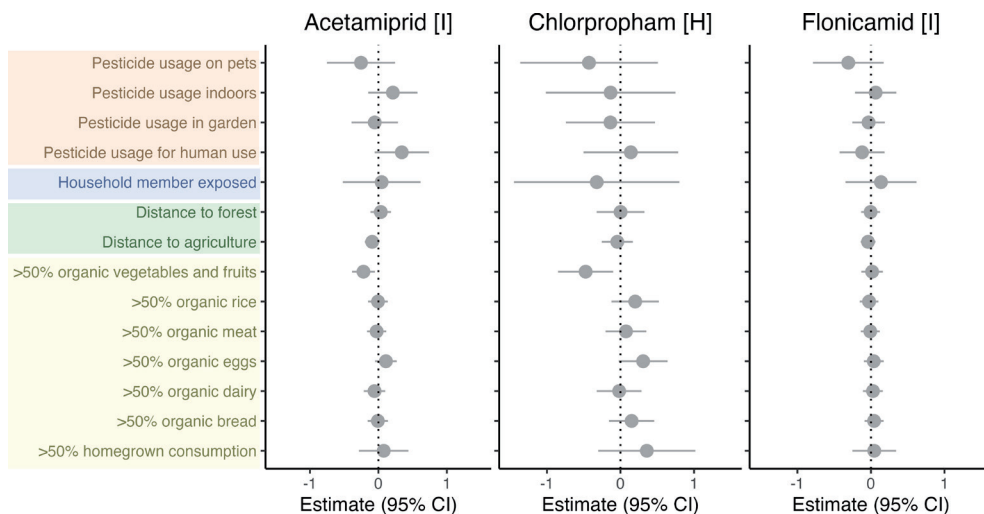 Acetamiprid [I] Chlorpropham [H] Flonicamid [I]
Pesticide usage on pets
Pesticide usage indoors
Pesticide usage in garden
Pesticide usage for human use
Household member exposed
Distance to forest
Distance to agriculture
>50% organic vegetables and fruits
>50% organic rice
>50% organic meat
>50% organic eggs
>50% organic dairy
>50% organic bread
>50% homegrown consumption
-1 0 1 -1 0 1 -1 0 1
Estimate (95% CI) Estimate (95% CI) Estimate (95% CI)